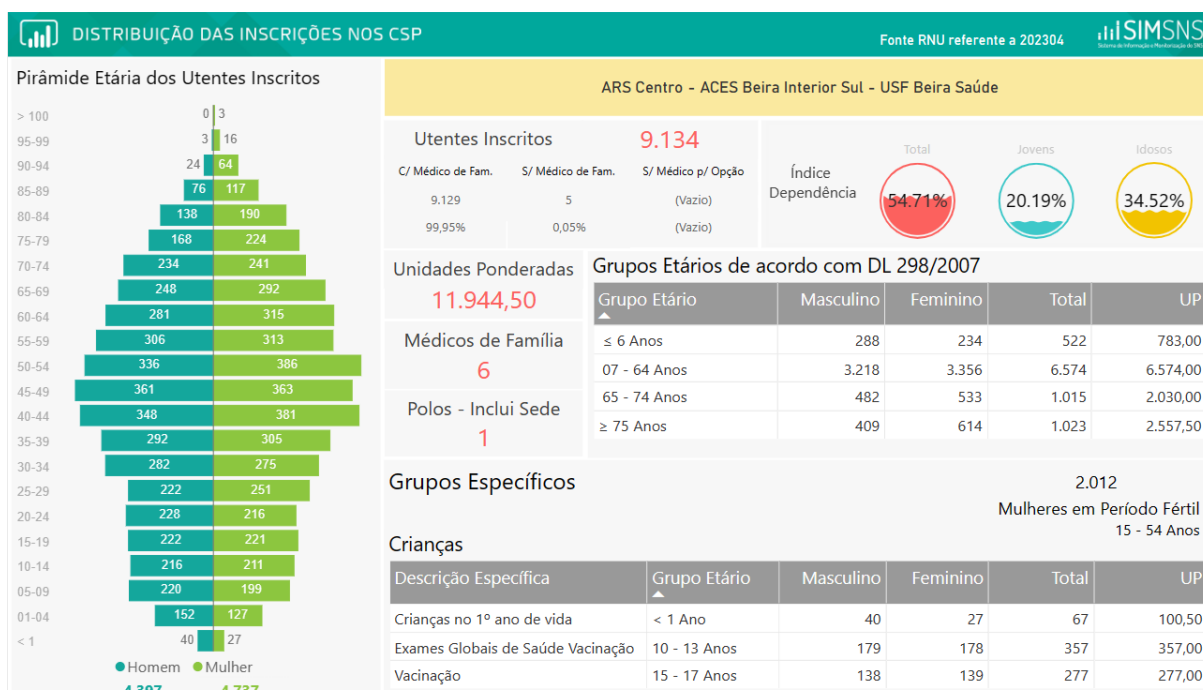 DISTRIBUIÇÃO DAS INSCRIÇÕES NOS CSP
Fonte RNU referente a 202304
SIMSNS
Pirâmide Etária dos Utentes Inscritos
> 100 0 3
95-99 3 16
90-94 24 64
85-89 76 117
80-84 138 190
75-79 168 224
70-74 234 241
65-69 248 292
60-64 281 315
55-59 306 313
50-54 336 386
45-49 361 363
40-44 348 381
35-39 292 305
30-34 282 275
25-29 222 251
20-24 228 216
15-19 222 221
10-14 216 211
05-09 220 199
01-04 152 127
< 1 40 27
Homem Mulher
4.397 4.737
ARS Centro - ACES Beira Interior Sul - USF Beira Saúde
Utentes Inscritos 9.134
C/ Médico de Fam. S/ Médico de Fam. S/ Médico p/ Opção
9.129 5 (Vazio)
99,95% 0,05% (Vazio)
Índice Dependência
Total Jovens Idosos
54.71% 20.19% 34.52%
Unidades Ponderadas
11.944,50
Médicos de Família
6
Polos - Inclui Sede
1
Grupos Etários de acordo com DL 298/2007
Grupo Etário Masculino Feminino Total UP
≤ 6 Anos 288 234 522 783,00
07 - 64 Anos 3.218 3.356 6.574 6.574,00
65 - 74 Anos 482 533 1.015 2.030,00
≥ 75 Anos 409 614 1.023 2.557,50
Grupos Específicos
2.012
Mulheres em Período Fértil
15 - 54 Anos
Crianças
Descrição Específica Grupo Etário Masculino Feminino Total UP
Crianças no 1º ano de vida < 1 Ano 40 27 67 100,50
Exames Globais de Saúde Vacinação 10 - 13 Anos 179 178 357 357,00
Vacinação 15 - 17 Anos 138 139 277 277,00